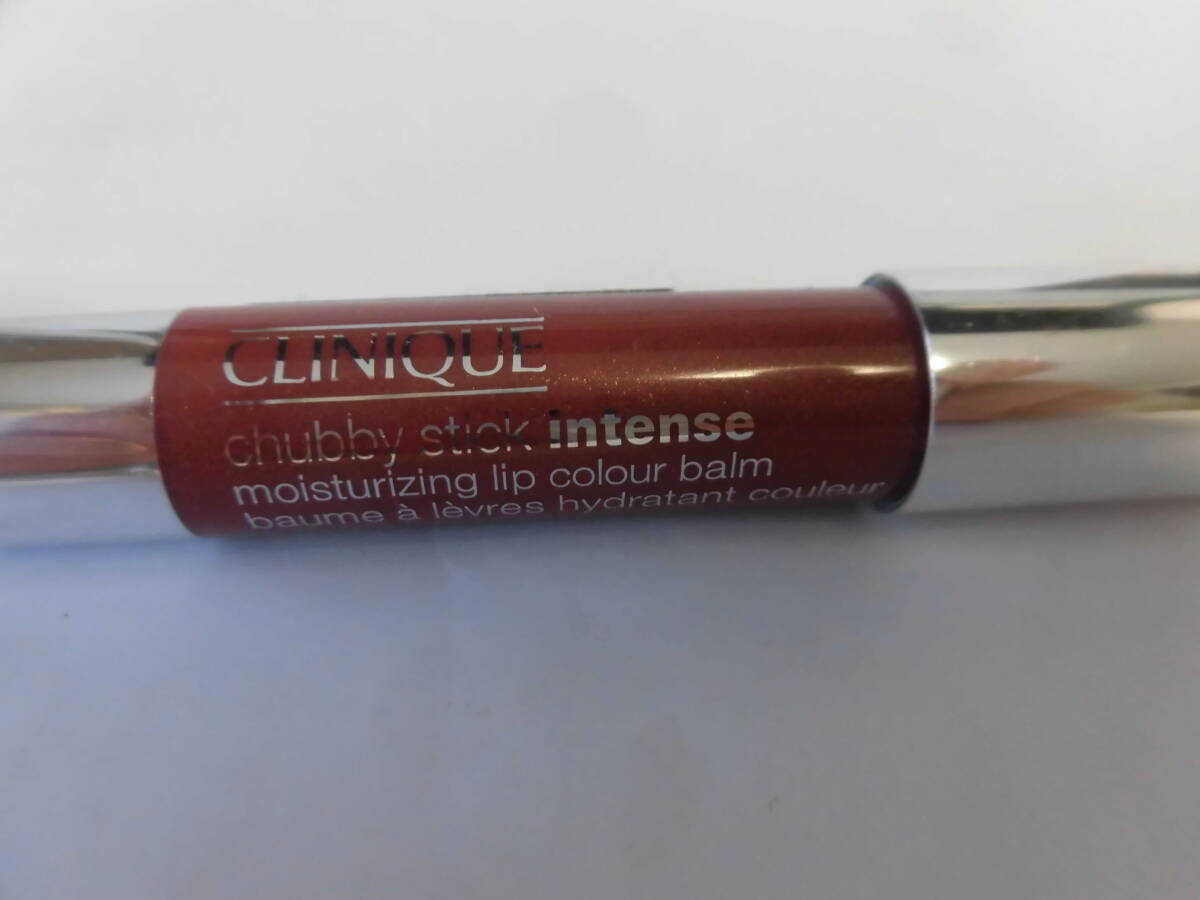 CLINIQUE
chubby stick intense
moisturizing lip colour balm
baume à lèvres hydratant couleur